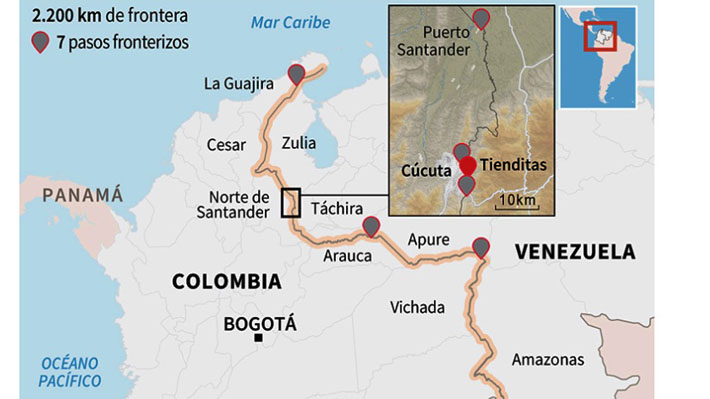 2.200 km de frontera
7 pasos fronterizos
Mar Caribe
Puerto
Santander
La Guajira
Cesar
Zulia
Cúcuta
Tienditas
10km
PANAMÁ
Norte de
Santander
Táchira
Arauca
Apure
VENEZUELA
COLOMBIA
Vichada
BOGOTÁ
Amazonas
OCÉANO
PACÍFICO